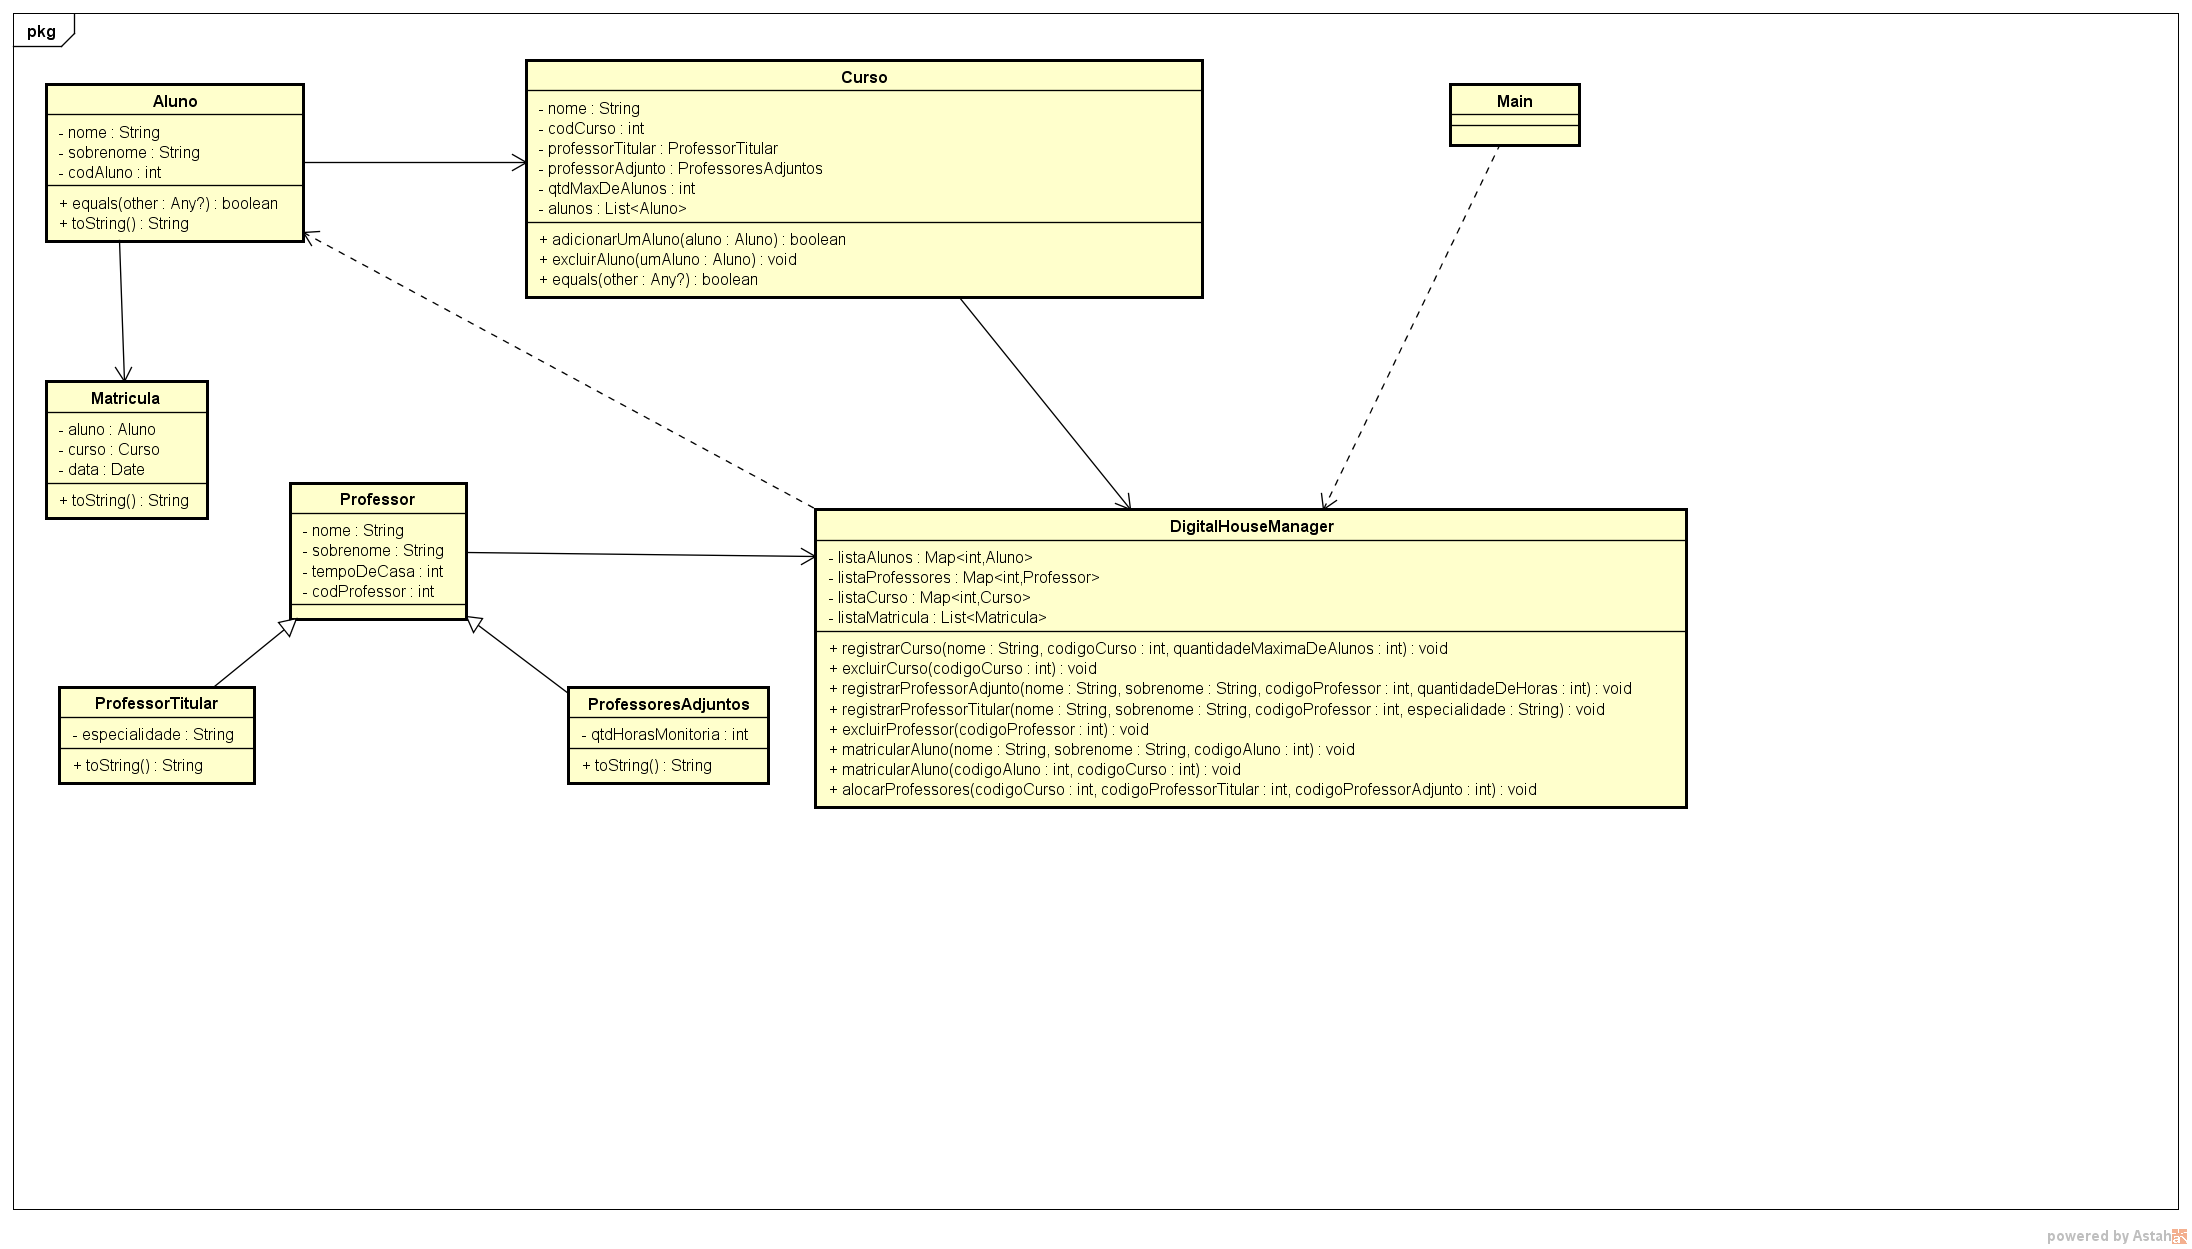 pkg
Aluno
- nome : String
- sobrenome : String
- codAluno : int
+ equals(other : Any?) : boolean
+ toString() : String
Curso
- nome : String
- codCurso : int
- professorTitular : ProfessorTitular
- professorAdjunto : ProfessoresAdjuntos
- qtdMaxDeAlunos : int
- alunos : List<Aluno>
+ adicionarUmAluno(aluno : Aluno) : boolean
+ excluirAluno(umAluno : Aluno) : void
+ equals(other : Any?) : boolean
Main
Matricula
- aluno : Aluno
- curso : Curso
- data : Date
+ toString() : String
Professor
- nome : String
- sobrenome : String
- tempoDeCasa : int
- codProfessor : int
DigitalHouseManager
- listaAlunos : Map<int,Aluno>
- listaProfessores : Map<int,Professor>
- listaCurso : Map<int,Curso>
- listaMatricula : List<Matricula>
+ registrarCurso(nome : String, codigoCurso : int, quantidadeMaximaDeAlunos : int) : void
+ excluirCurso(codigoCurso : int) : void
+ registrarProfessorAdjunto(nome : String, sobrenome : String, codigoProfessor : int, quantidadeDeHoras : int) : void
+ registrarProfessorTitular(nome : String, sobrenome : String, codigoProfessor : int, especialidade : String) : void
+ excluirProfessor(codigoProfessor : int) : void
+ matricularAluno(nome : String, sobrenome : String, codigoAluno : int) : void
+ matricularAluno(codigoAluno : int, codigoCurso : int) : void
+ alocarProfessores(codigoCurso : int, codigoProfessorTitular : int, codigoProfessorAdjunto : int) : void
ProfessorTitular
- especialidade : String
+ toString() : String
ProfessoresAdjuntos
- qtdHorasMonitoria : int
+ toString() : String
powered by Astah